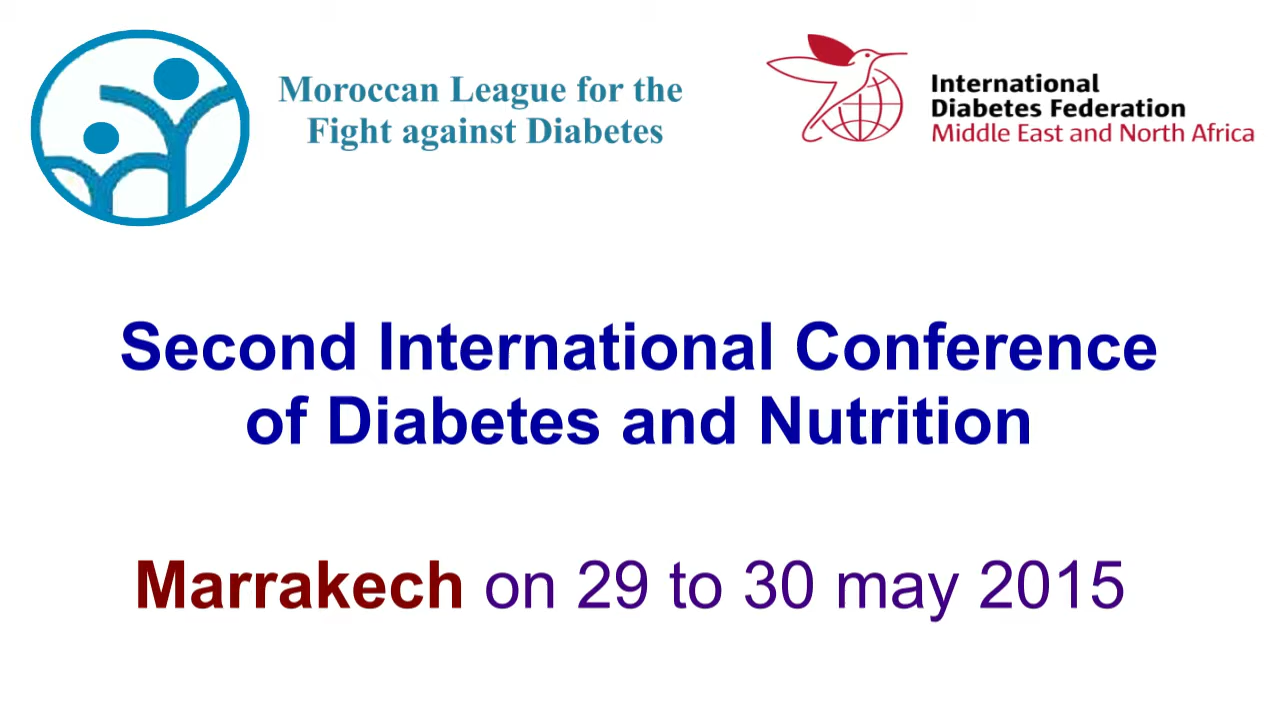 Moroccan League for the
Fight against Diabetes
International
Diabetes Federation
Middle East and North Africa
Second International Conference
of Diabetes and Nutrition
Marrakech on 29 to 30 may 2015